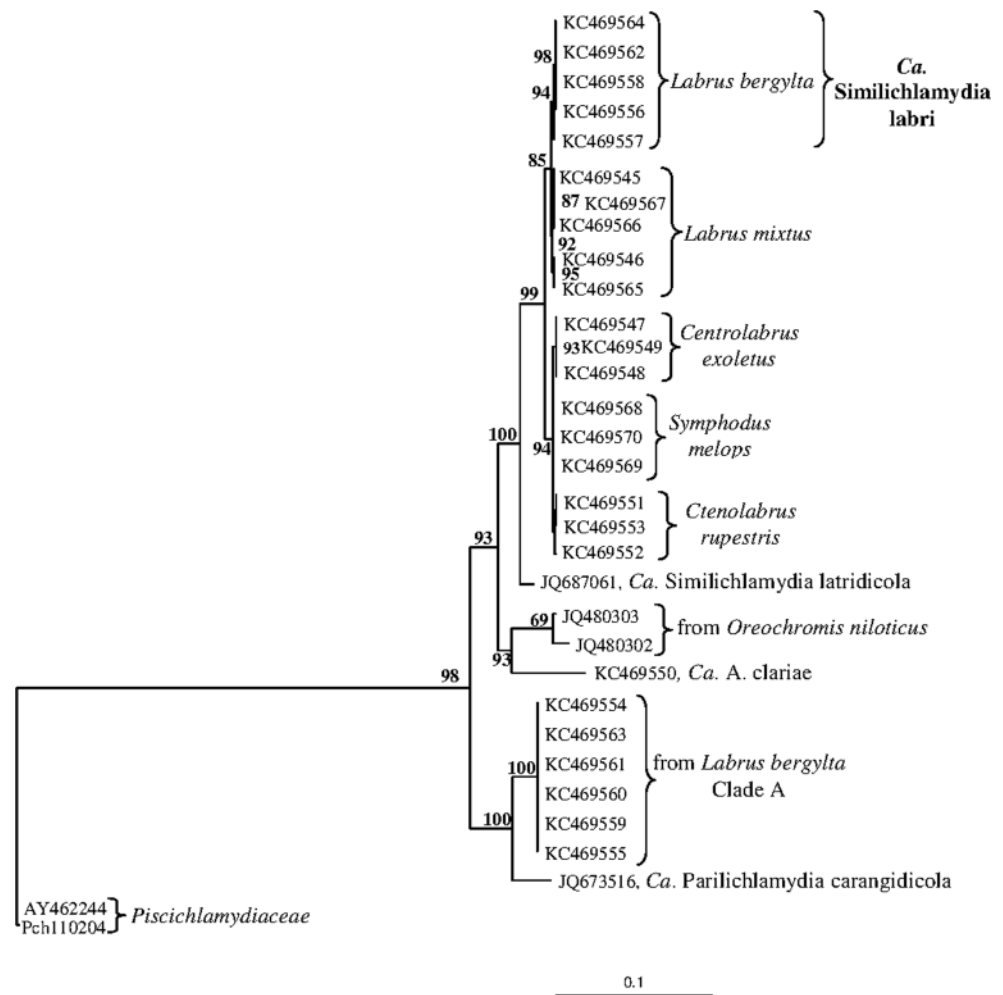 KC469564
98
KC469562
94
KC469558
KC469556
KC469557
Labrus bergylta
Ca.
Similichlamydia
labri
85
KC469545
87 KC469567
KC469566
92
KC469546
95
KC469565
Labrus mixtus
99
KC469547
93KC469549
KC469548
Centrolabrus
exoletus
KC469568
KC469570
KC469569
Symphodus
melops
100
94
KC469551
KC469553
KC469552
Ctenolabrus
rupestris
JQ687061, Ca. Similichlamydia latridicola
93
69
JQ480303
JQ480302
from Oreochromis niloticus
93
KC469550, Ca. A. clariae
98
KC469554
KC469563
KC469561
KC469560
KC469559
KC469555
100
from Labrus bergylta
Clade A
100
JQ673516, Ca. Parilichlamydia carangidicola
AY462244
Pch110204
Piscichlamydiaceae
0.1